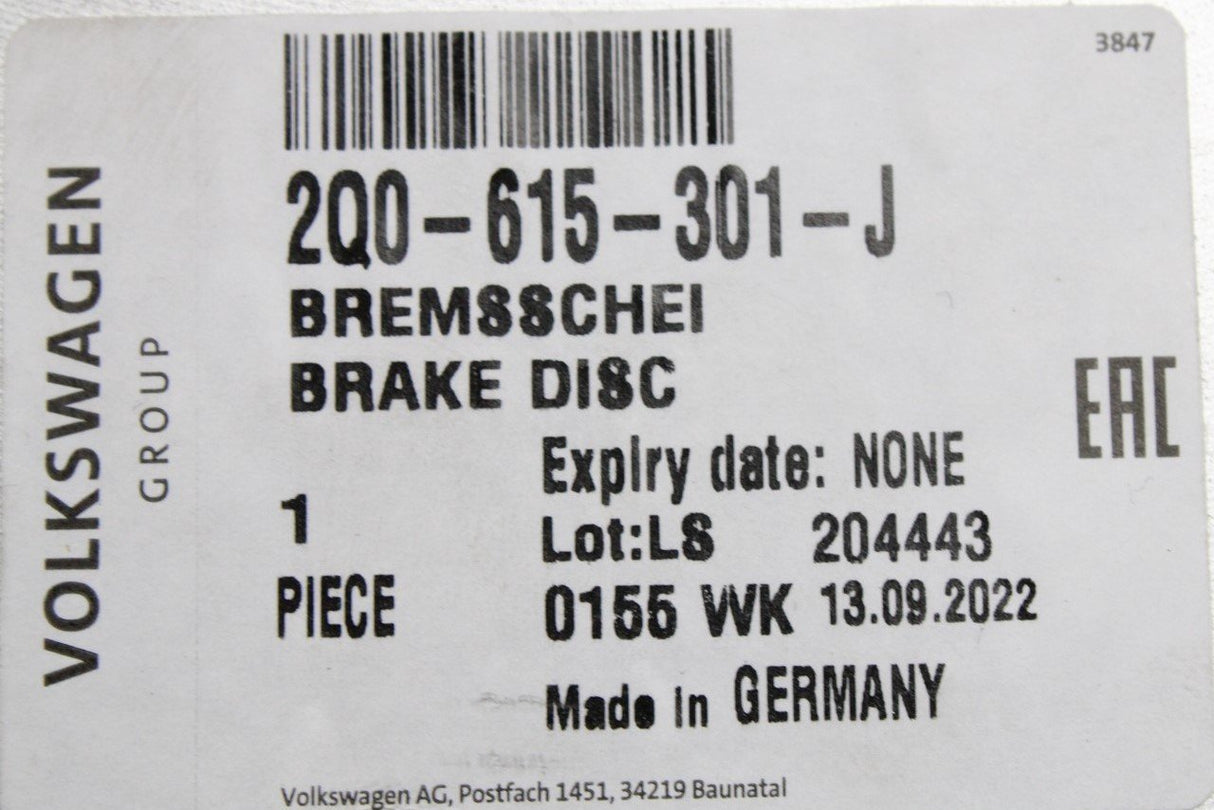 3847
VOLKSWAGEN
GROUP
2Q0-615-301-J
BREMSSCHEI
BRAKE DISC
EAC
Expiry date: NONE
1
Lot:LS 204443
PIECE
0155 WK 13.09.2022
Made in GERMANY
Volkswagen AG, Postfach 1451, 34219 Baunatal